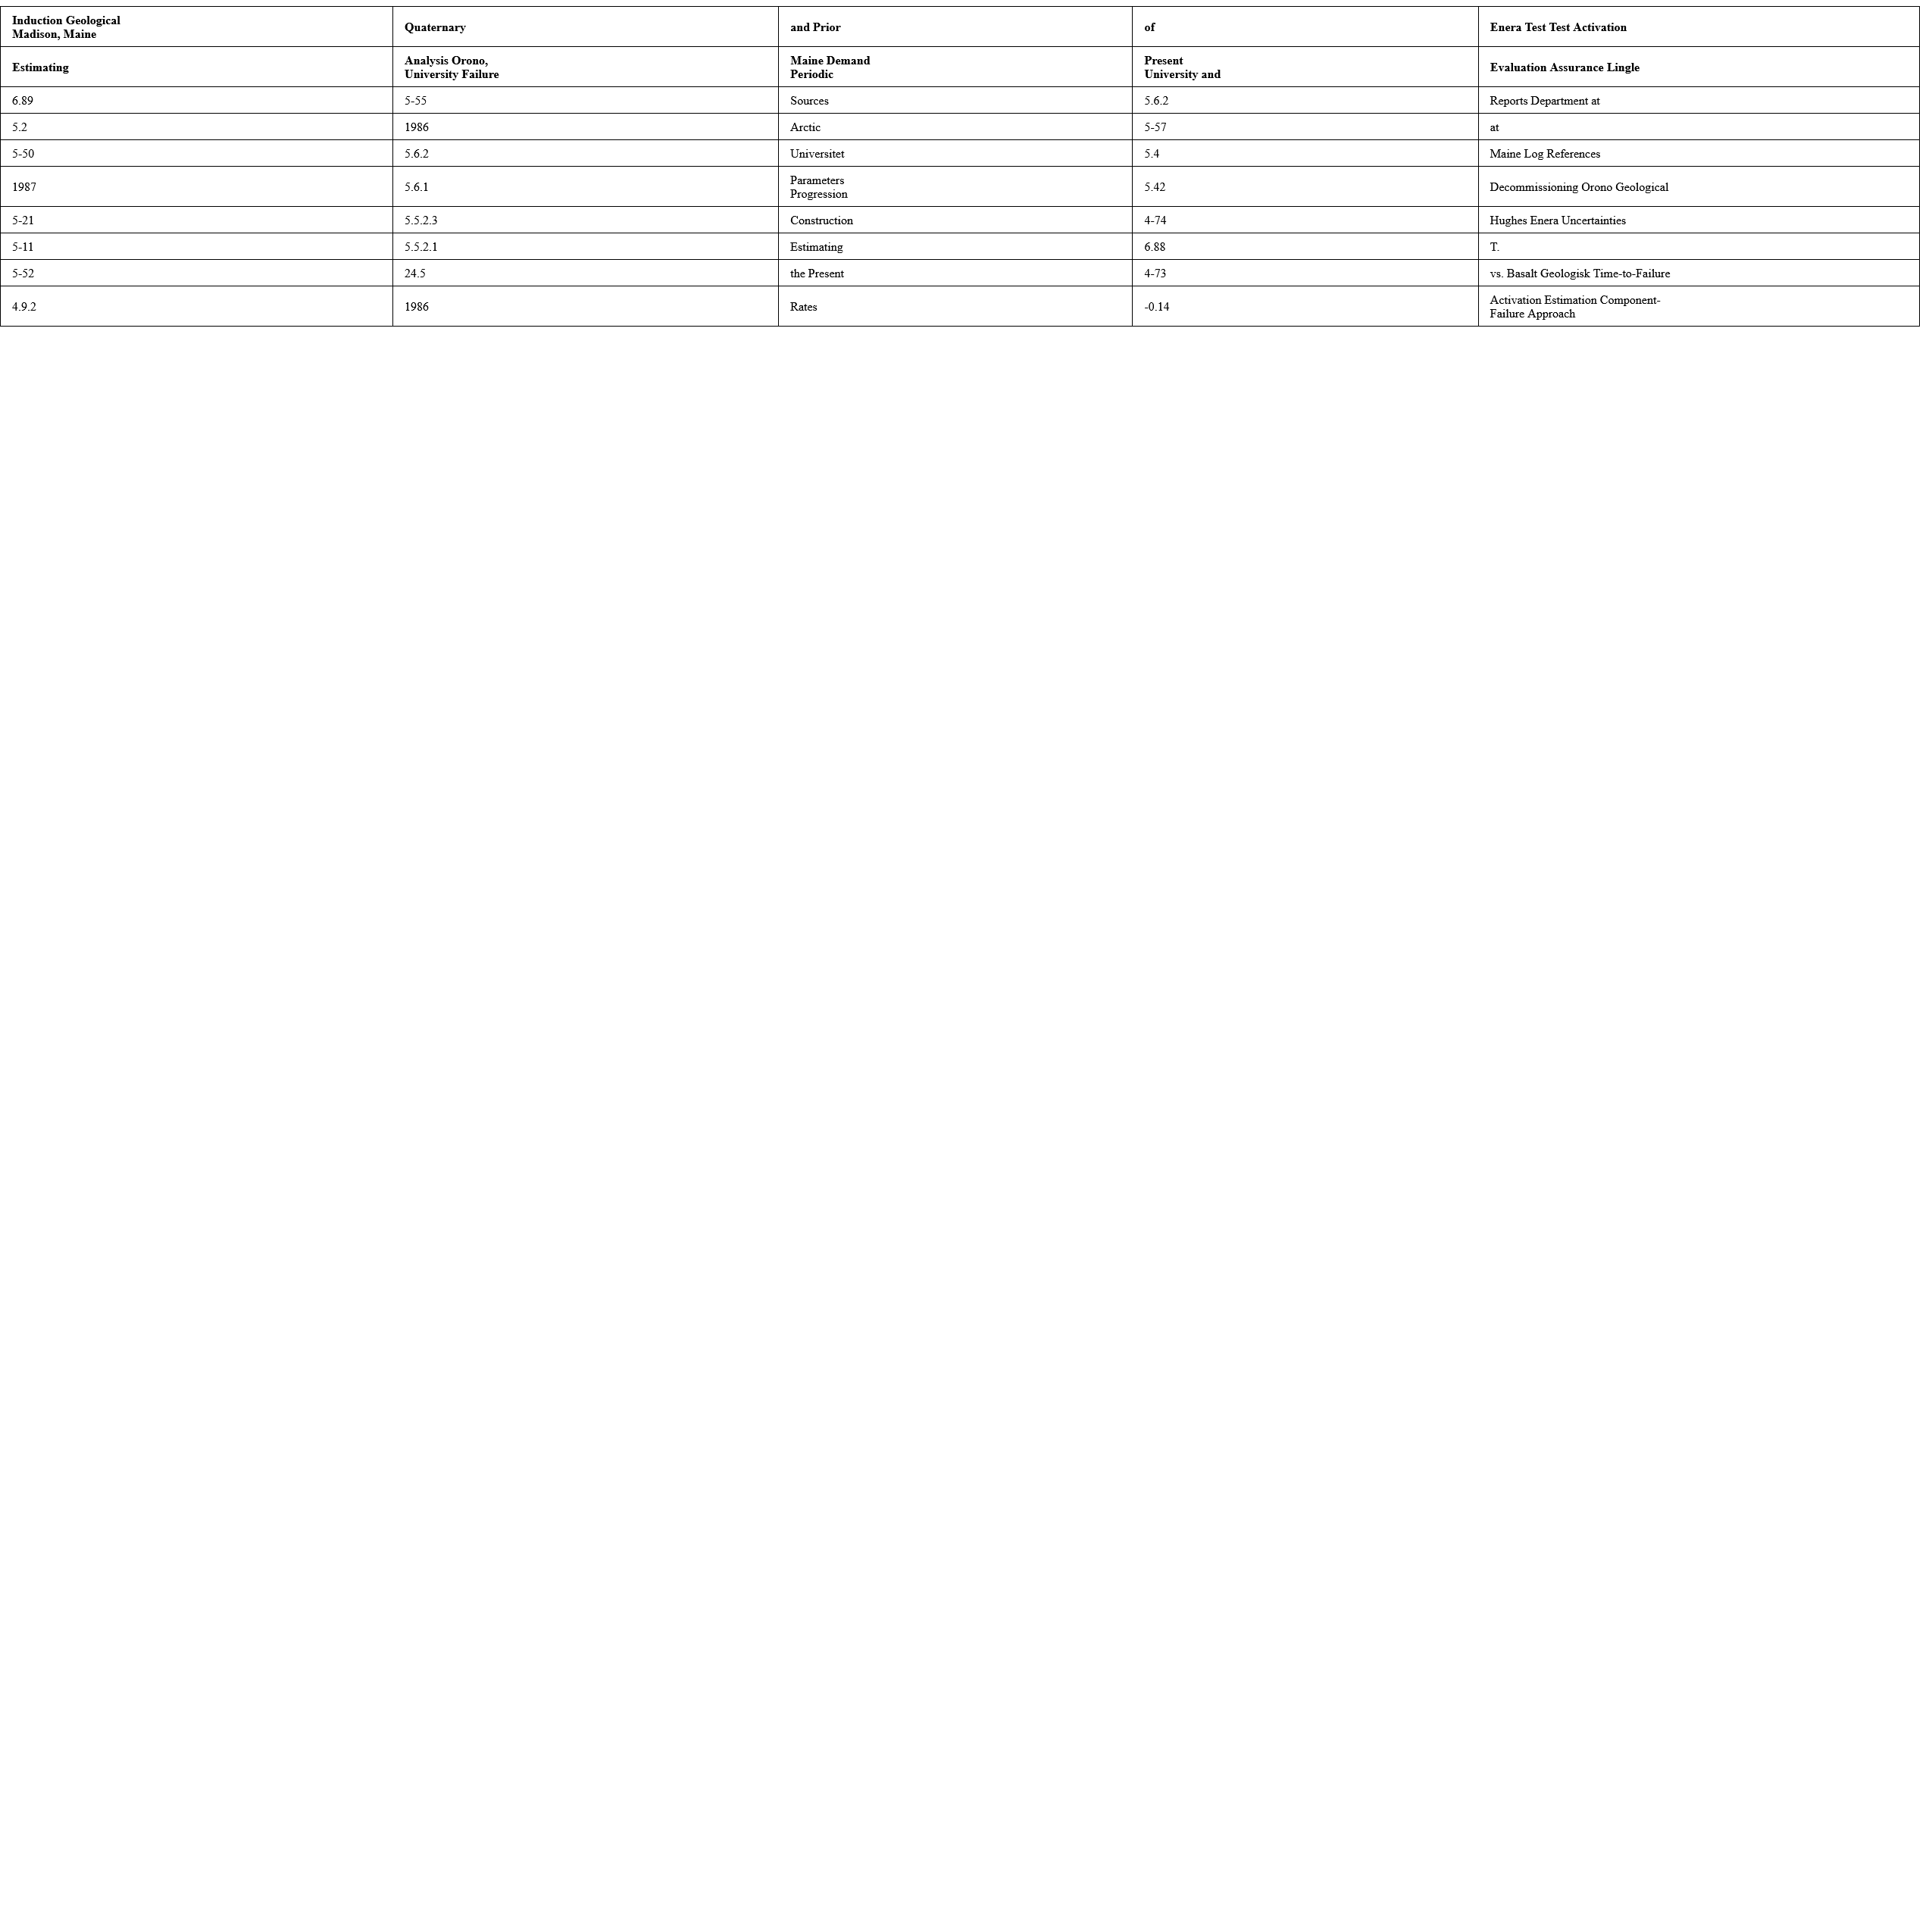 Induction Geological
Madison, Maine
Quaternary
and Prior
of
Enera Test Test Activation
Estimating
Analysis Orono,
University Failure
Maine Demand
Periodic
Present
University and
Evaluation Assurance Lingle
6.89
5-55
Sources
5.6.2
Reports Department at
5.2
1986
Arctic
5-57
at
5-50
5.6.2
Universitet
5.4
Maine Log References
1987
5.6.1
Parameters
Progression
5.42
Decommissioning Orono Geological
5-21
5.5.2.3
Construction
4-74
Hughes Enera Uncertainties
5-11
5.5.2.1
Estimating
6.88
T.
5-52
24.5
the Present
4-73
vs. Basalt Geologisk Time-to-Failure
4.9.2
1986
Rates
-0.14
Activation Estimation Component-
Failure Approach